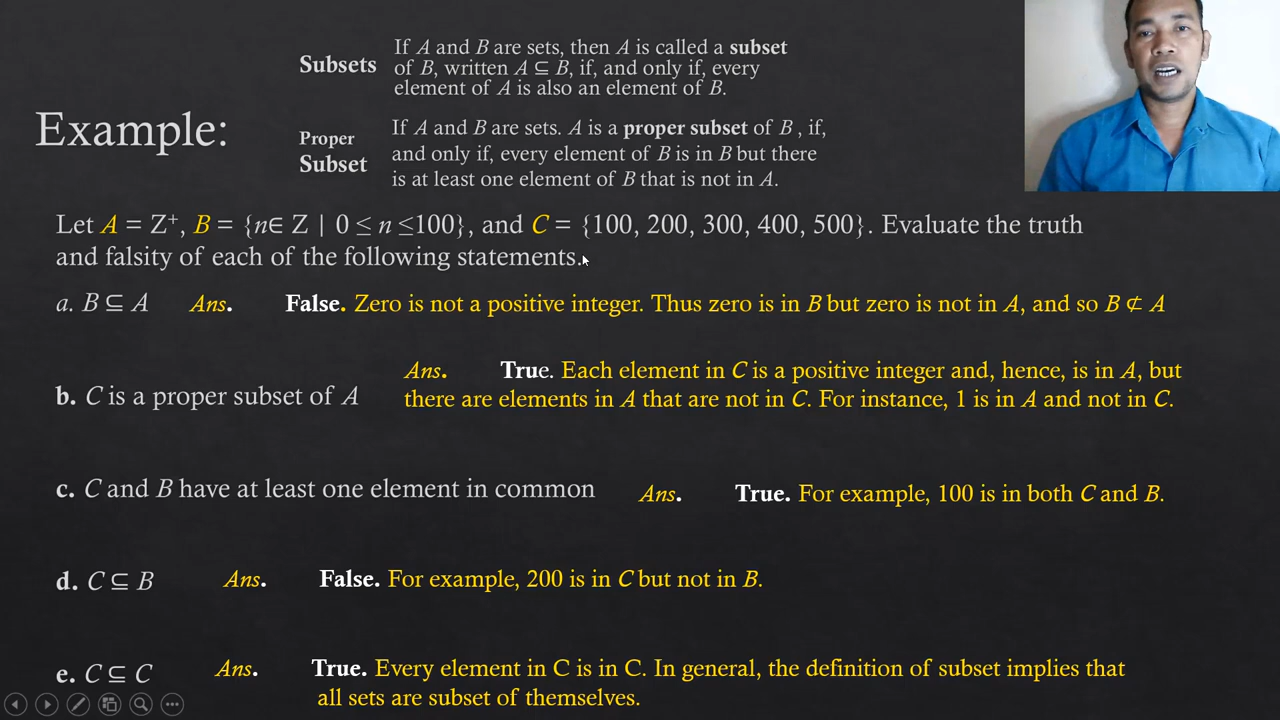 Subsets
If A and B are sets, then A is called a subset
of B, written A ⊆ B, if, and only if, every
element of A is also an element of B.
Example:
Proper
Subset
If A and B are sets. A is a proper subset of B , if,
and only if, every element of B is in B but there
is at least one element of B that is not in A.
Let A = Z⁺, B = {n∈ Z | 0 ≤ n ≤100}, and C = {100, 200, 300, 400, 500}. Evaluate the truth
and falsity of each of the following statements.
a. B ⊆ A Ans. False. Zero is not a positive integer. Thus zero is in B but zero is not in A, and so B ⊄ A
b. C is a proper subset of A
Ans. True. Each element in C is a positive integer and, hence, is in A, but
there are elements in A that are not in C. For instance, 1 is in A and not in C.
c. C and B have at least one element in common Ans. True. For example, 100 is in both C and B.
d. C ⊆ B Ans. False. For example, 200 is in C but not in B.
e. C ⊆ C Ans. True. Every element in C is in C. In general, the definition of subset implies that
all sets are subset of themselves.